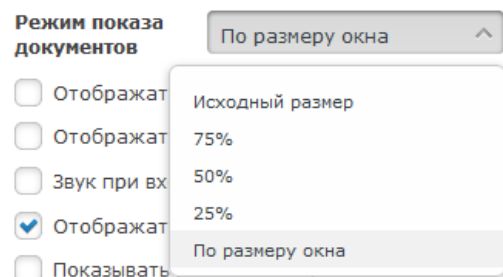 Режим показа
документов
По размеру окна
Отображат
Исходный размер
Отображат
75%
50%
Звук при вх
25%
Отображат
По размеру окна
Показывать